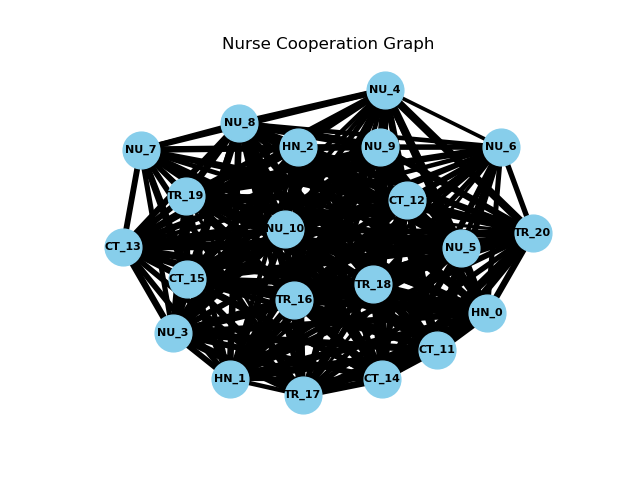 Nurse Cooperation Graph
NU_4
NU_8
HN_2
NU_9
NU_6
NU_7
TR_19
CT_12
NU_10
TR_20
CT_13
NU_5
CT_15
TR_18
TR_16
HN_0
NU_3
CT_11
HN_1
CT_14
TR_17